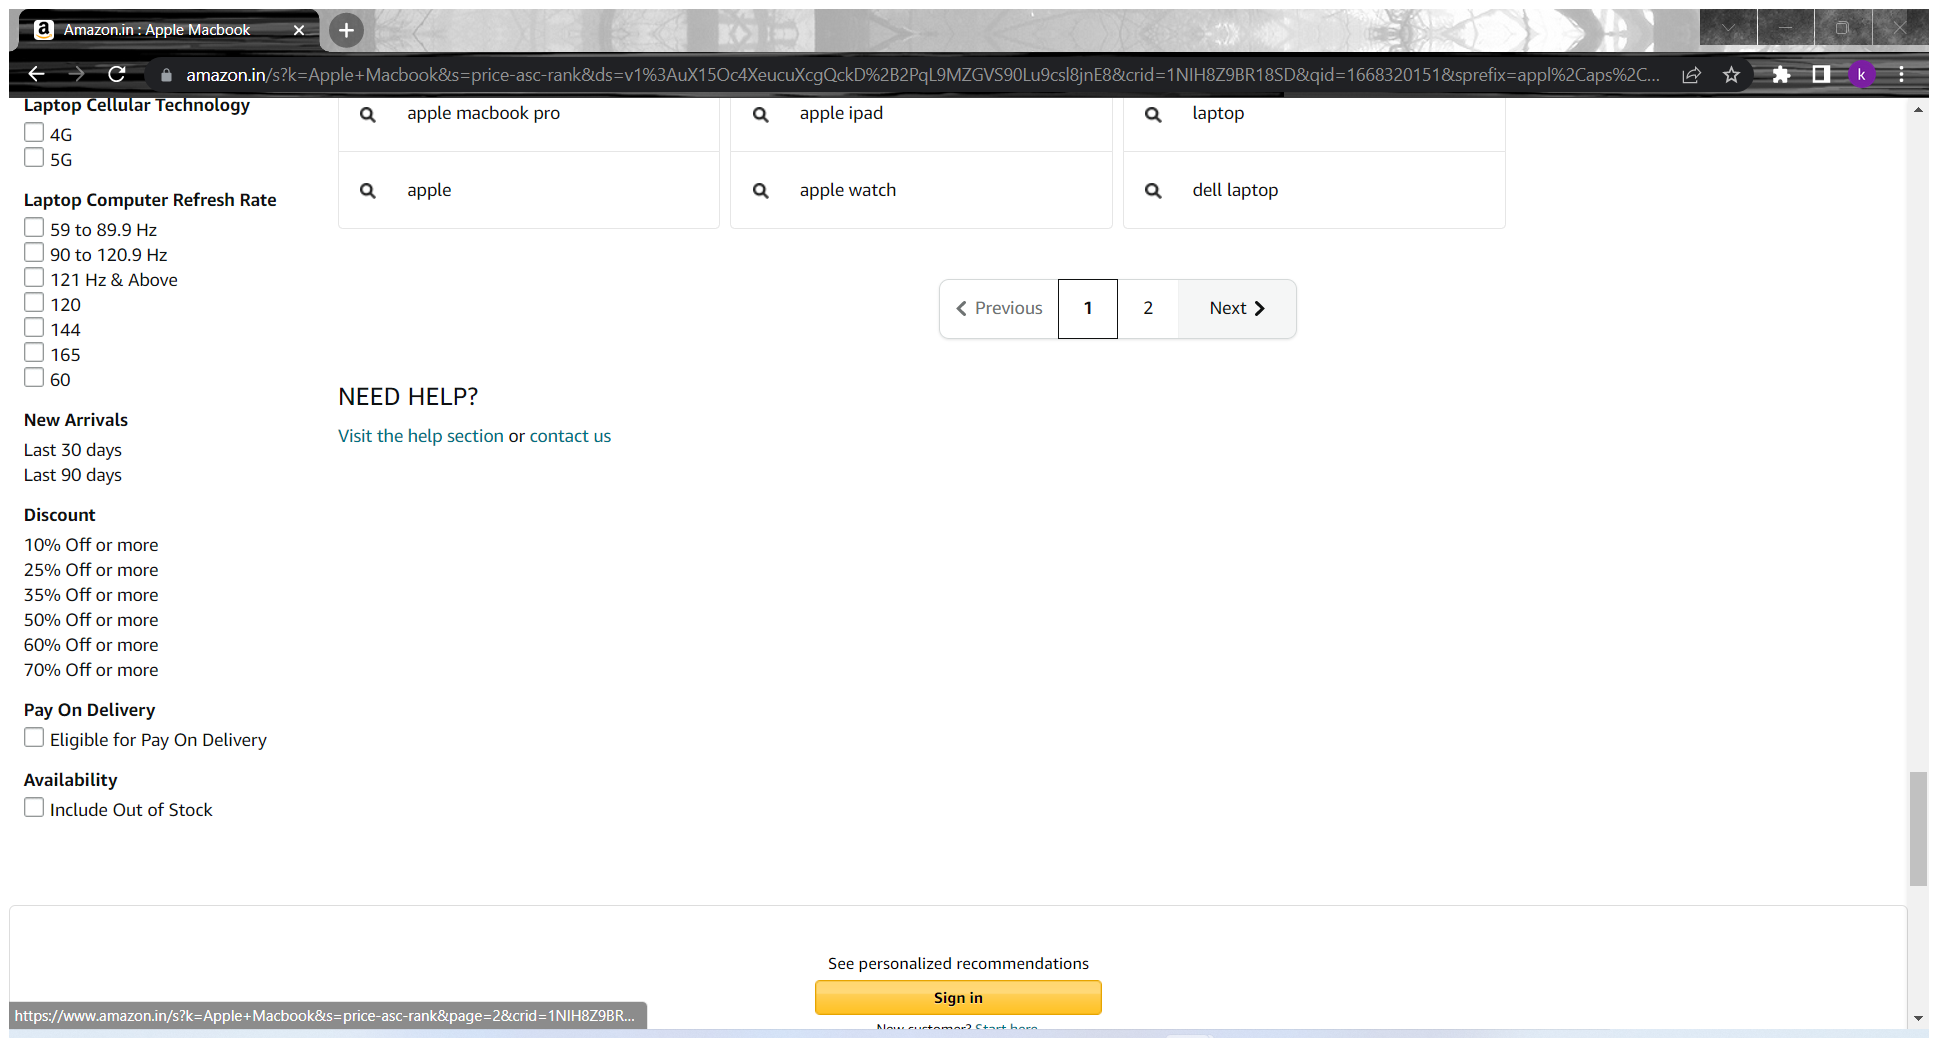 Amazon.in : Apple Macbook
amazon.in/s?k=Apple+Macbook&s=price-asc-rank&ds=v1%3AuX15Oc4XeucuXcgQckD%2B2PqL9MZGVS90Lu9csl8jnE8&crid=1NIH8Z9BR18SD&qid=1668320151&sprefix=appl%2Caps%2C...
k
Laptop Cellular Technology
4G
5G
Laptop Computer Refresh Rate
59 to 89.9 Hz
90 to 120.9 Hz
121 Hz & Above
120
144
165
60
New Arrivals
Last 30 days
Last 90 days
Discount
10% Off or more
25% Off or more
35% Off or more
50% Off or more
60% Off or more
70% Off or more
Pay On Delivery
Eligible for Pay On Delivery
Availability
Include Out of Stock
apple macbook pro
apple ipad
laptop
apple
apple watch
dell laptop
Previous 1 2 Next
NEED HELP?
Visit the help section or contact us
See personalized recommendations
Sign in
New customer? Start here
https://www.amazon.in/s?k=Apple+Macbook&s=price-asc-rank&page=2&crid=1NIH8Z9BR...